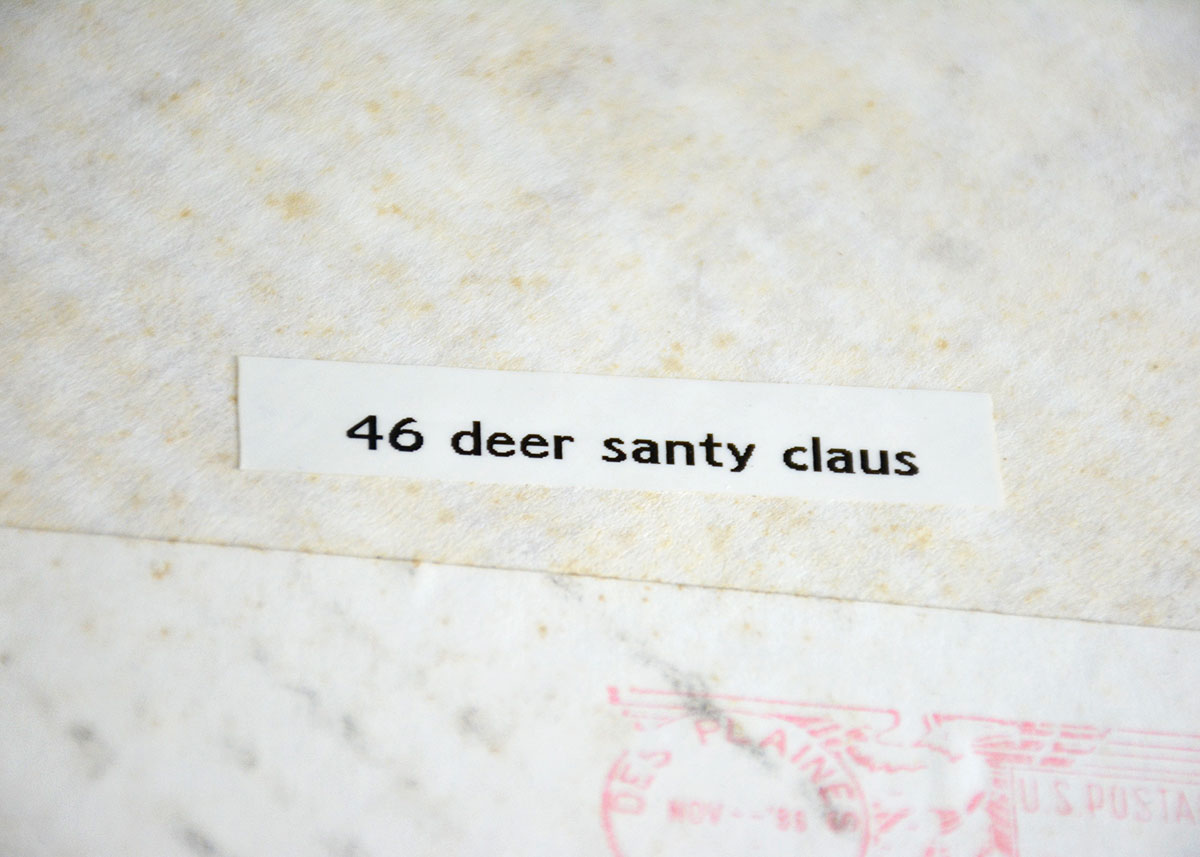 46 deer santy claus
DES PLAINES
NOV
U.S. POSTA